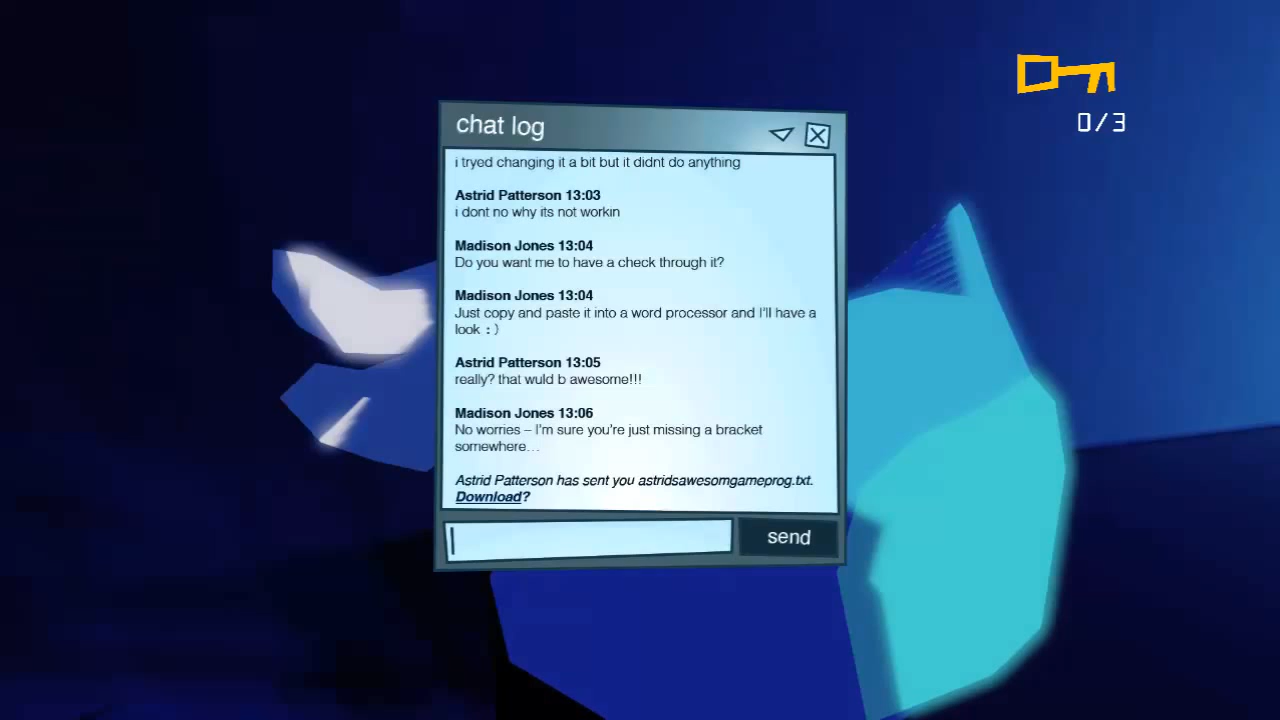 0/3
chat log
i tryed changing it a bit but it didnt do anything
Astrid Patterson 13:03
i dont no why its not workin
Madison Jones 13:04
Do you want me to have a check through it?
Madison Jones 13:04
Just copy and paste it into a word processor and I'll have a
look : )
Astrid Patterson 13:05
really? that wuld b awesome!!!
Madison Jones 13:06
No worries – I'm sure you're just missing a bracket
somewhere…
Astrid Patterson has sent you astridsawesomgameprog.txt.
Download?
send